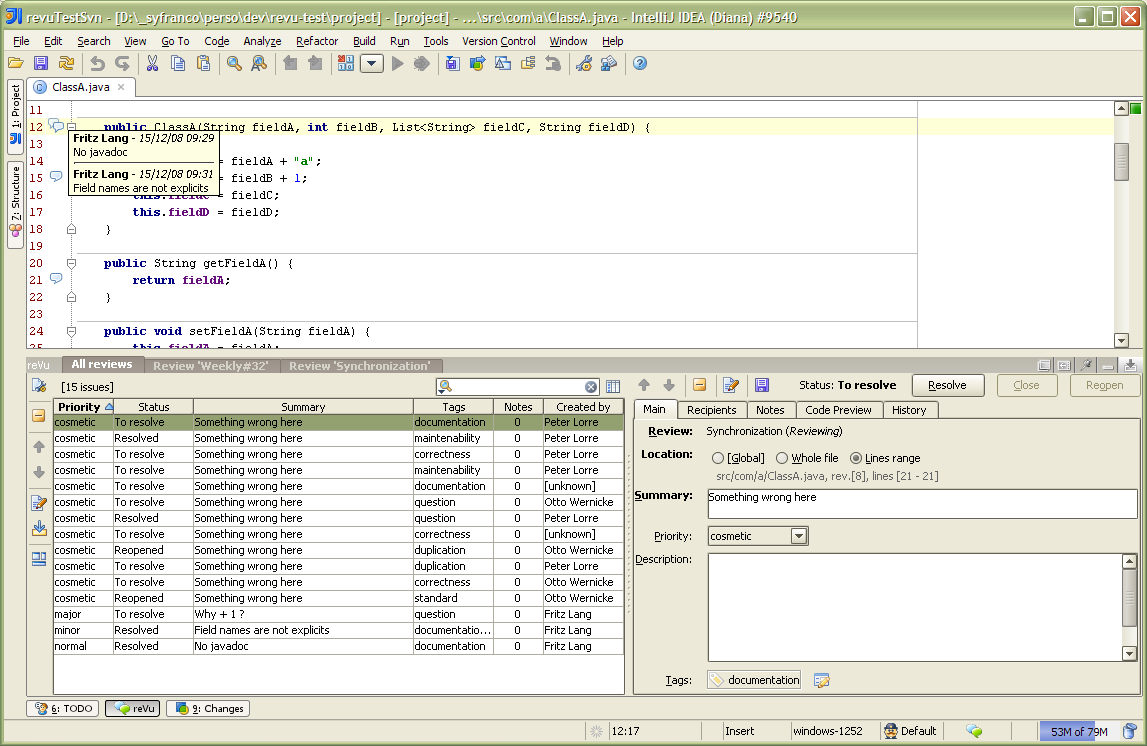 revuTestSvn - [D:\_syfranco\perso\dev\revu-test\project] - [project] - ...\src\com\a\ClassA.java - IntelliJ IDEA (Diana) #9540
File Edit Search View Go To Code Analyze Refactor Build Run Tools Version Control Window Help
ClassA.java
1: Project
7: Structure
11
12 public ClassA(String fieldA, int fieldB, List<String> fieldC, String fieldD) {
Fritz Lang - 15/12/08 09:29
No javadoc
Fritz Lang - 15/12/08 09:31
Field names are not explicits
13
14 = fieldA + "a";
15 = fieldB + 1;
16 this.fieldC = fieldC;
17 this.fieldD = fieldD;
18 }
19
20 public String getFieldA() {
21 return fieldA;
22 }
23
24 public void setFieldA(String fieldA) {
25 this.fieldA = fieldA;
reVu All reviews Review 'Weekly#32' Review 'Synchronization'
[15 issues]
Priority Status Summary Tags Notes Created by
cosmetic To resolve Something wrong here documentation 0 Peter Lorre
cosmetic Resolved Something wrong here maintenability 0 Peter Lorre
cosmetic To resolve Something wrong here correctness 0 Peter Lorre
cosmetic To resolve Something wrong here maintenability 0 Peter Lorre
cosmetic To resolve Something wrong here documentation 0 [unknown]
cosmetic To resolve Something wrong here question 0 Otto Wernicke
cosmetic Resolved Something wrong here question 0 Peter Lorre
cosmetic To resolve Something wrong here correctness 0 [unknown]
cosmetic Reopened Something wrong here duplication 0 Otto Wernicke
cosmetic To resolve Something wrong here duplication 0 Peter Lorre
cosmetic To resolve Something wrong here correctness 0 Otto Wernicke
cosmetic Reopened Something wrong here standard 0 Otto Wernicke
major To resolve Why + 1 ? question 0 Fritz Lang
minor Resolved Field names are not explicits documentatio... 0 Fritz Lang
normal Resolved No javadoc documentation 0 Fritz Lang
Status: To resolve Resolve Close Reopen
Main Recipients Notes Code Preview History
Review: Synchronization (Reviewing)
Location: [Global] Whole file Lines range
src/com/a/ClassA.java, rev.[8], lines [21 - 21]
Summary: Something wrong here
Priority: cosmetic
Description:
Tags: documentation
6: TODO reVu 9: Changes
12:17 Insert windows-1252 Default 53M of 79M